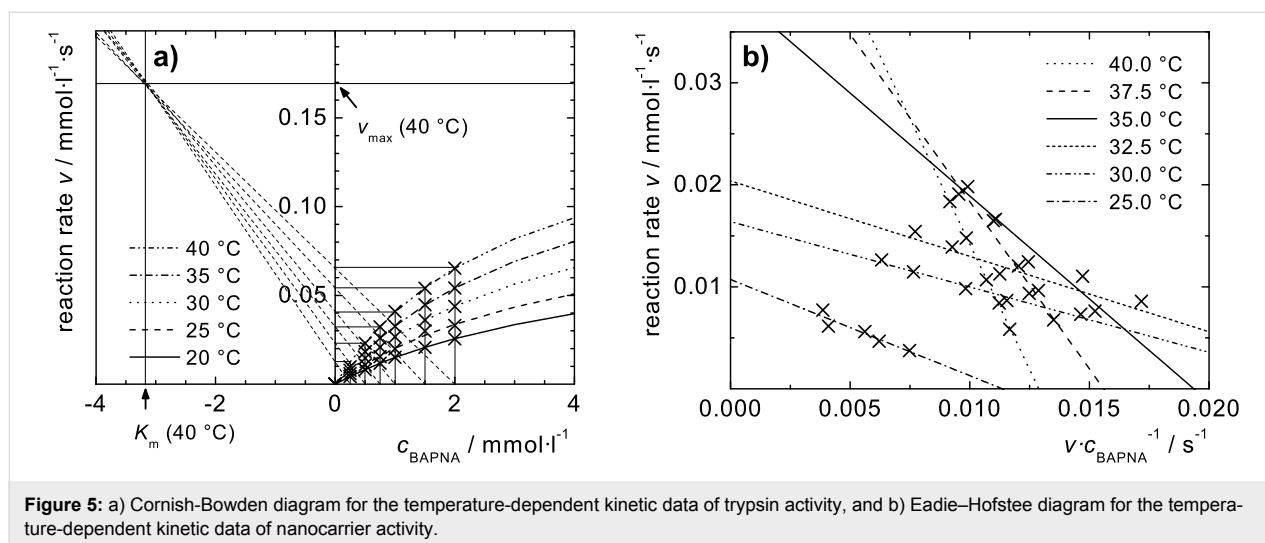 a)
reaction rate v / mmol·l⁻¹·s⁻¹
0.15
0.10
0.05
vmax (40 °C)
40 °C
35 °C
30 °C
25 °C
20 °C
-4 -2 0 2 4
Km (40 °C)
cBAPNA / mmol·l⁻¹
b)
reaction rate v / mmol·l⁻¹·s⁻¹
0.03
0.02
0.01
40.0 °C
37.5 °C
35.0 °C
32.5 °C
30.0 °C
25.0 °C
0.000 0.005 0.010 0.015 0.020
v·cBAPNA⁻¹ / s⁻¹
Figure 5: a) Cornish-Bowden diagram for the temperature-dependent kinetic data of trypsin activity, and b) Eadie–Hofstee diagram for the tempera-
ture-dependent kinetic data of nanocarrier activity.